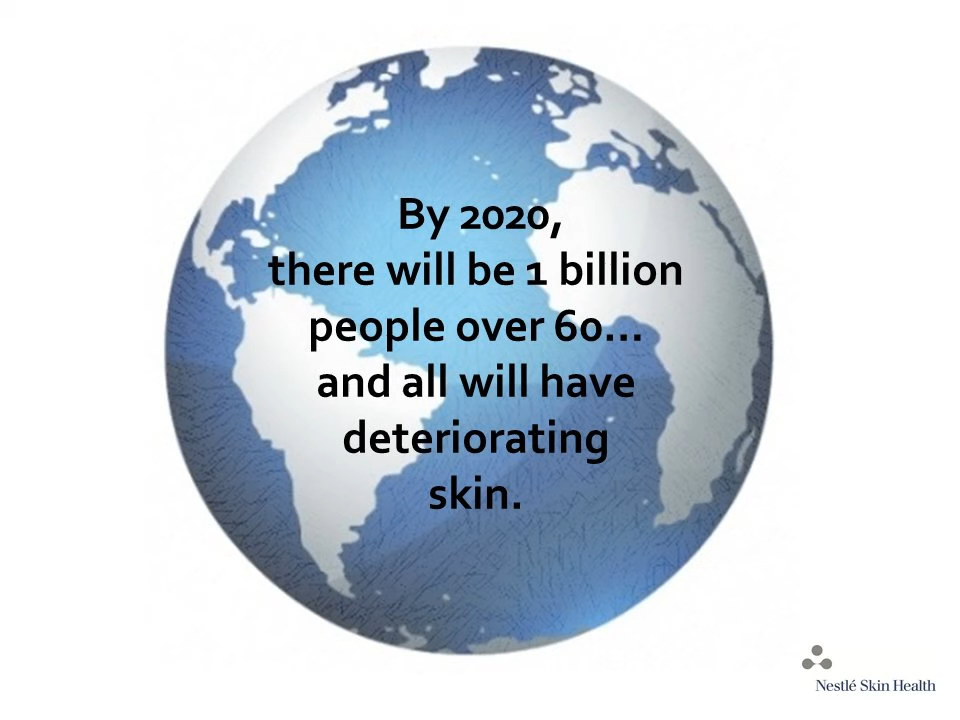 By 2020,
there will be 1 billion
people over 60...
and all will have
deteriorating
skin.
Nestlé Skin Health